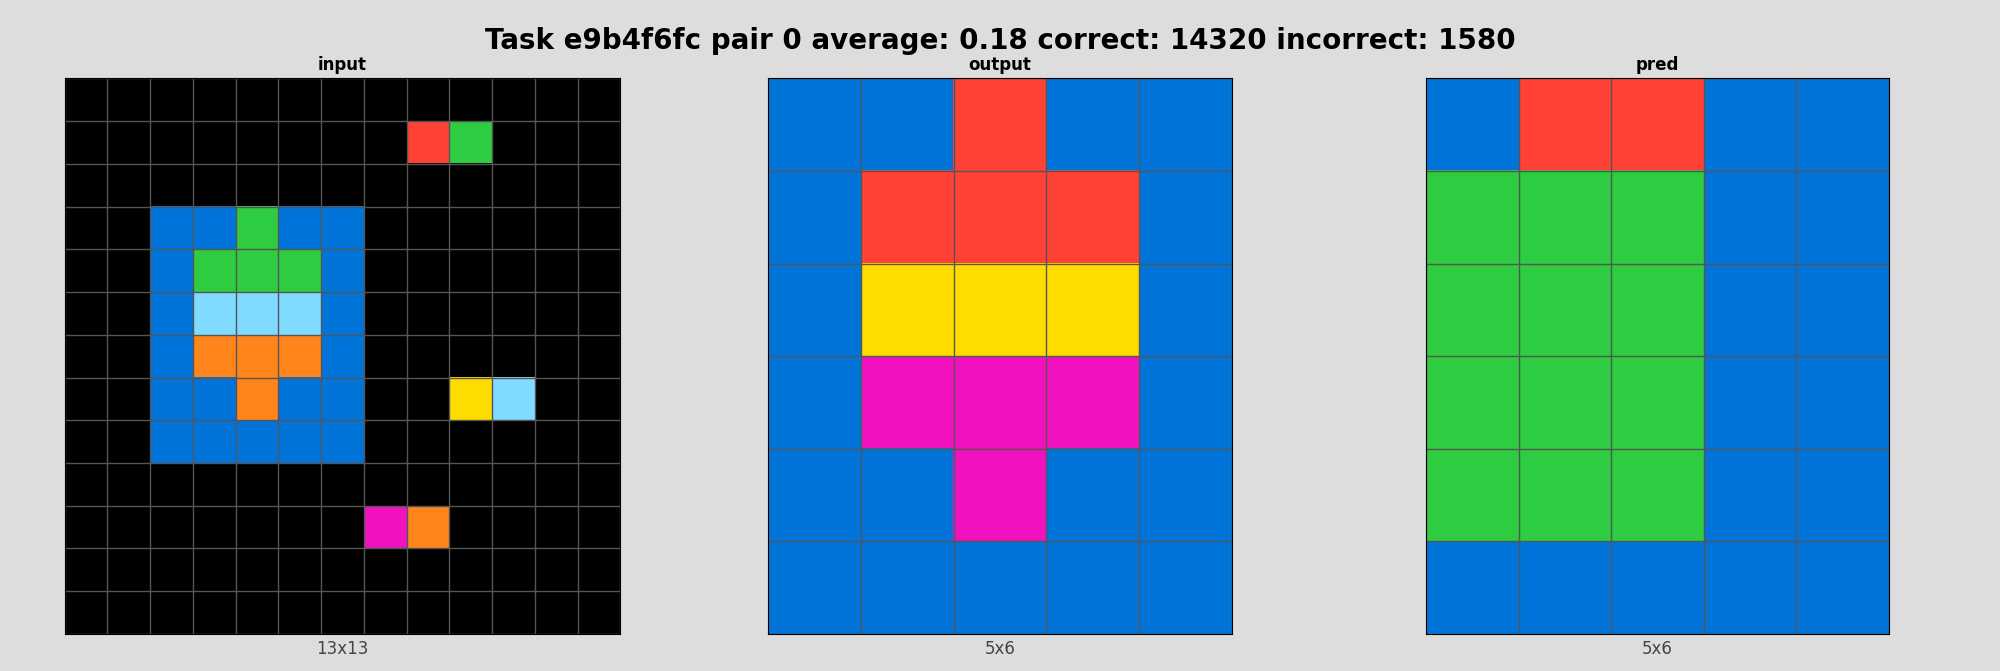 Task e9b4f6fc pair 0 average: 0.18 correct: 14320 incorrect: 1580
input
output
pred
13x13
5x6
5x6